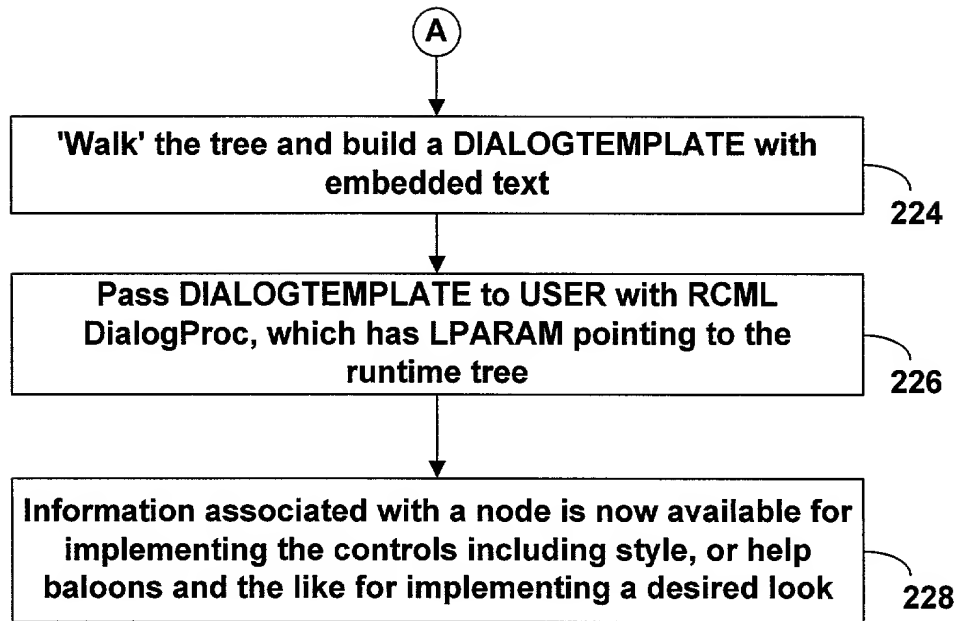 A
'Walk' the tree and build a DIALOGTEMPLATE with
embedded text
224
Pass DIALOGTEMPLATE to USER with RCML
DialogProc, which has LPARAM pointing to the
runtime tree
226
Information associated with a node is now available for
implementing the controls including style, or help
baloons and the like for implementing a desired look
228